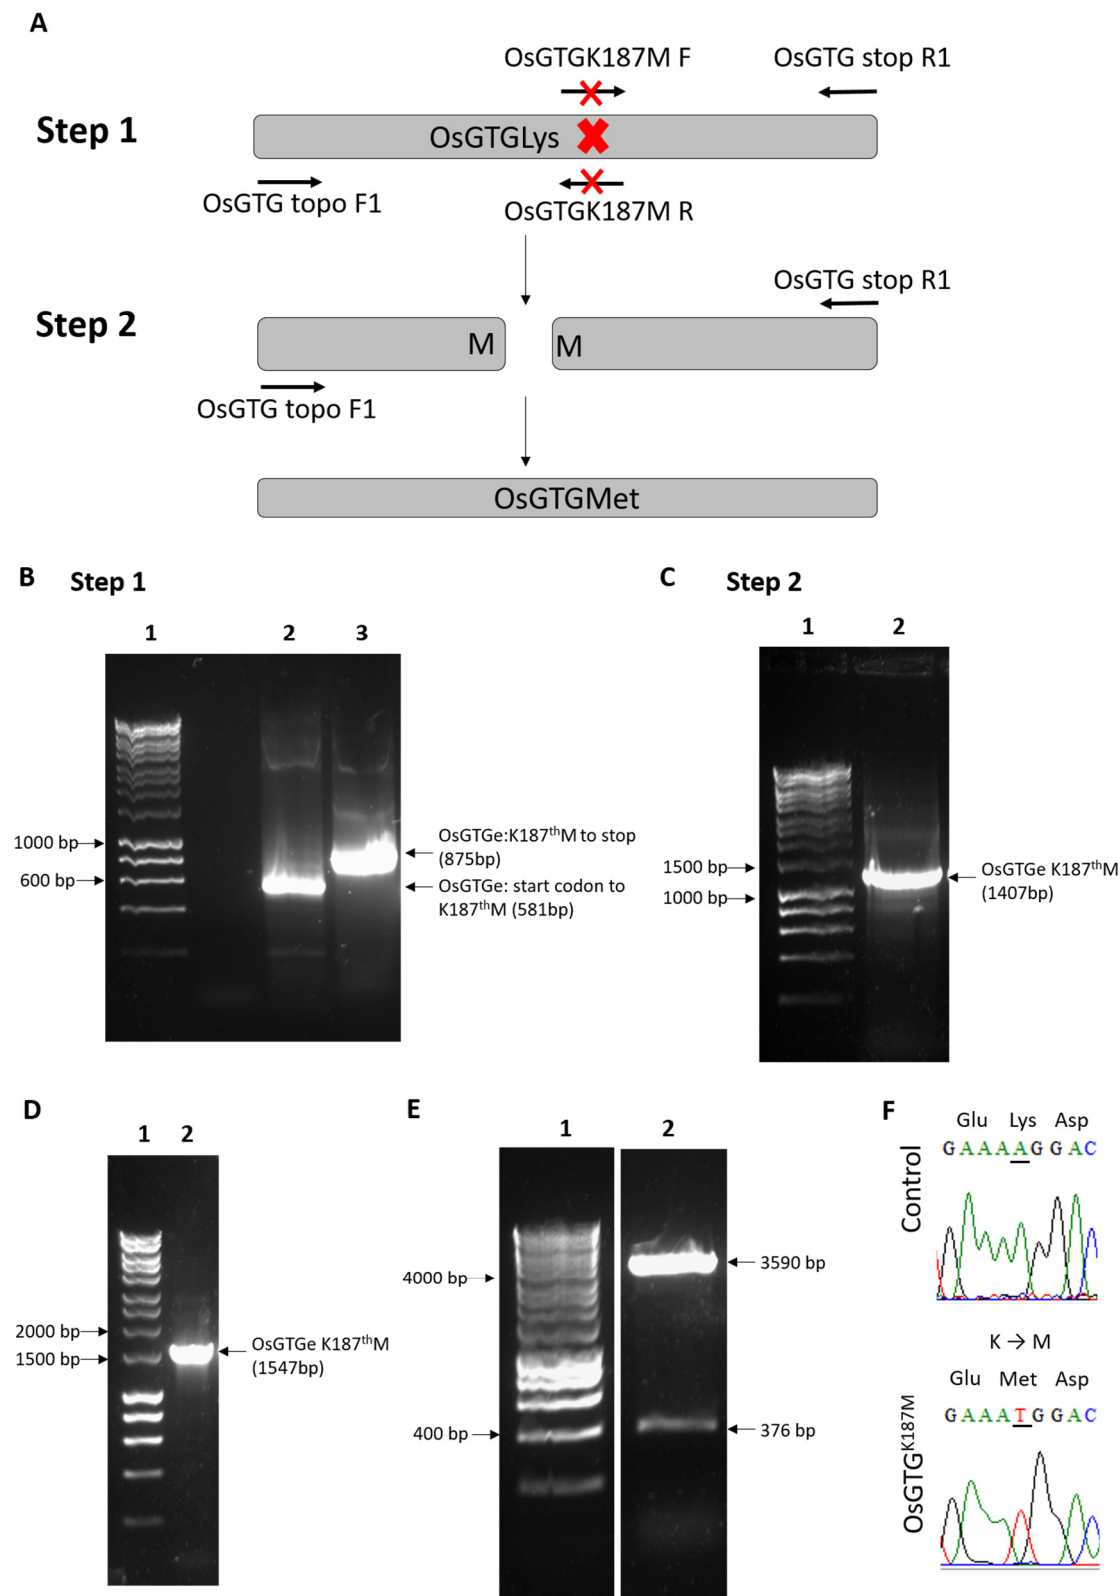 A
OsGTGK187M F
OsGTG stop R1
Step 1
OsGTGLys
OsGTG topo F1
OsGTGK187M R
OsGTG stop R1
Step 2
M
M
OsGTG topo F1
OsGTGMet
B
Step 1
1
2
3
1000 bp
600 bp
OsGTGe:K187thM to stop
(875bp)
OsGTGe: start codon to
K187thM (581bp)
C
Step 2
1
2
1500 bp
1000 bp
OsGTGe K187thM
(1407bp)
D
1
2
2000 bp
1500 bp
OsGTGe K187thM
(1547bp)
E
1
2
4000 bp
400 bp
3590 bp
376 bp
F
Glu Lys Asp
G A A A A G G A C
Control
K → M
Glu Met Asp
G A A A T G G A C
OsGTGK187M